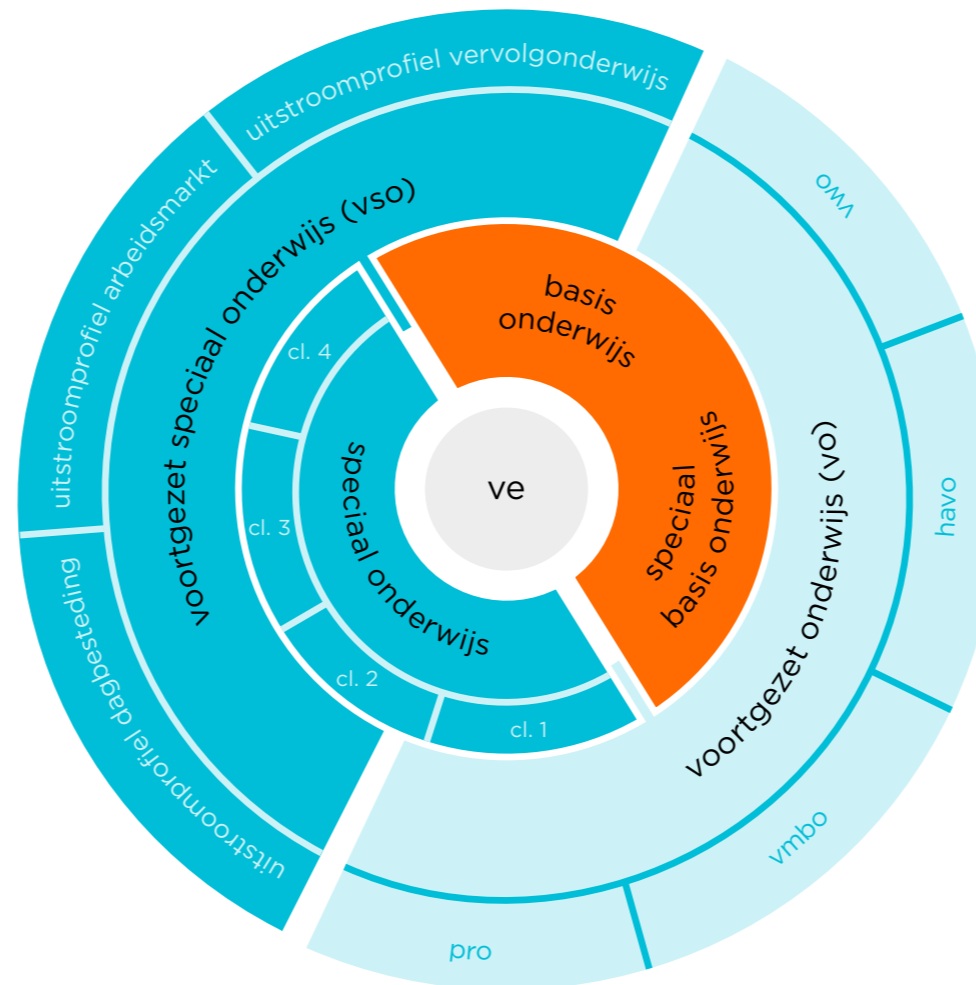 uitstroomprofiel vervolgonderwijs
uitstroomprofiel arbeidsmarkt
uitstroomprofiel dagbesteding
voortgezet speciaal onderwijs (vso)
cl. 4
cl. 3
cl. 2
cl. 1
speciaal onderwijs
ve
basis
onderwijs
speciaal
basis onderwijs
voortgezet onderwijs (vo)
vwo
havo
vmbo
pro